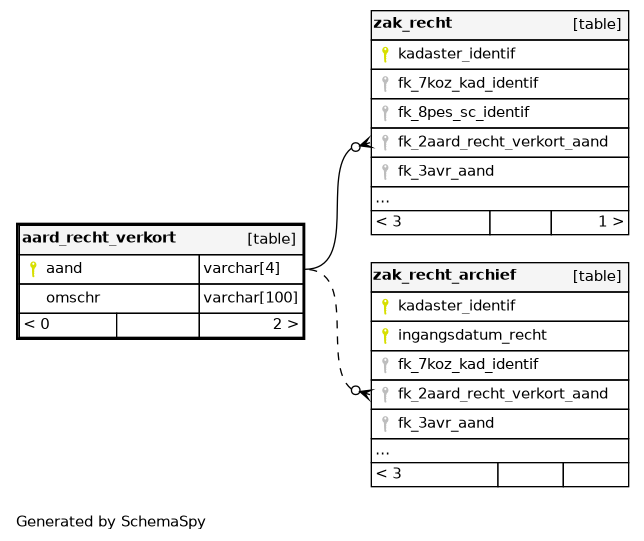 zak_recht [table]
kadaster_identif
fk_7koz_kad_identif
fk_8pes_sc_identif
fk_2aard_recht_verkort_aand
fk_3avr_aand
...
< 3 1 >
aard_recht_verkort [table]
aand varchar[4]
omschr varchar[100]
< 0 2 >
zak_recht_archief [table]
kadaster_identif
ingangsdatum_recht
fk_7koz_kad_identif
fk_2aard_recht_verkort_aand
fk_3avr_aand
...
< 3
Generated by SchemaSpy